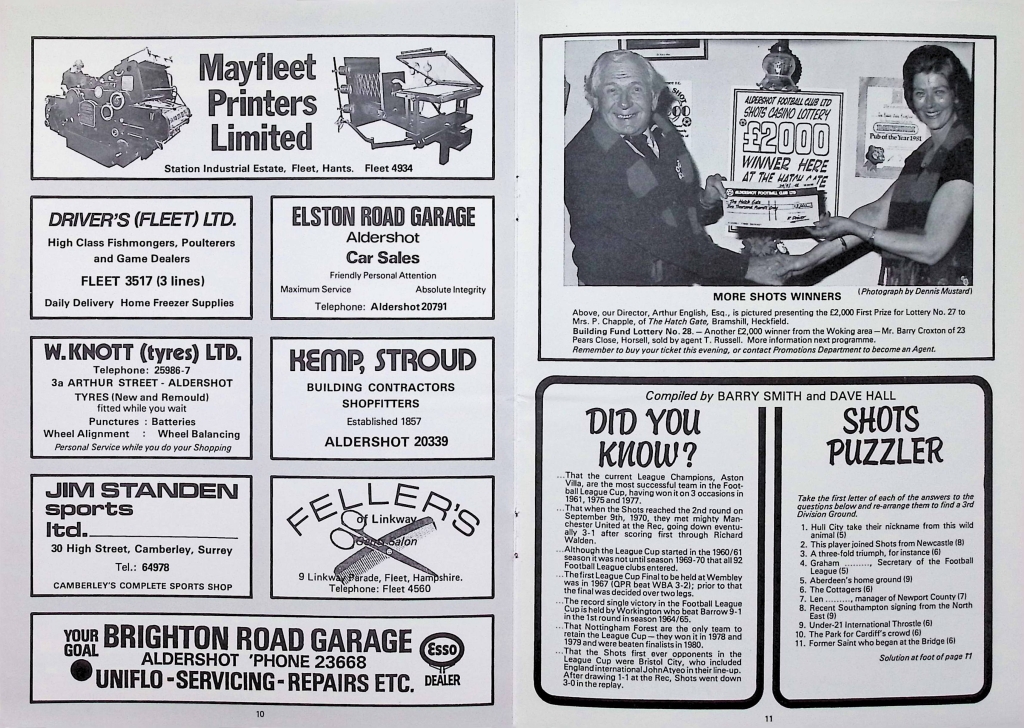 Mayfleet
Printers
Limited
Station Industrial Estate, Fleet, Hants. Fleet 4934
DRIVER'S (FLEET) LTD.
High Class Fishmongers, Poulterers
and Game Dealers
FLEET 3517 (3 lines)
Daily Delivery Home Freezer Supplies
ELSTON ROAD GARAGE
Aldershot
Car Sales
Friendly Personal Attention
Maximum Service Absolute Integrity
Telephone: Aldershot 20791
W. KNOTT (tyres) LTD.
Telephone: 25986-7
3a ARTHUR STREET - ALDERSHOT
TYRES (New and Remould)
fitted while you wait
Punctures : Batteries
Wheel Alignment : Wheel Balancing
Personal Service while you do your Shopping
KEMP, STROUD
BUILDING CONTRACTORS
SHOPFITTERS
Established 1857
ALDERSHOT 20339
JIM STANDEN
sports
ltd.
30 High Street, Camberley, Surrey
Tel.: 64978
CAMBERLEY'S COMPLETE SPORTS SHOP
FELLER'S
of Linkway
Gents Salon
9 Linkway Parade, Fleet, Hampshire.
Telephone: Fleet 4560
YOUR
GOAL
BRIGHTON ROAD GARAGE
ALDERSHOT 'PHONE 23668
UNIFLO - SERVICING - REPAIRS ETC.
Esso
DEALER
10
ALDERSHOT FOOTBALL CLUB LTD
SHOTS CASINO LOTTERY
£2000
WINNER HERE
AT THE HATCH GATE
ALDERSHOT FOOTBALL CLUB LTD
The Hatch Gate
Two Thousand Pounds Only
Pub of the Year 1981
MORE SHOTS WINNERS
(Photograph by Dennis Mustard)
Above, our Director, Arthur English, Esq., is pictured presenting the £2,000 First Prize for Lottery No. 27 to
Mrs. P. Chapple, of The Hatch Gate, Bramshill, Heckfield.
Building Fund Lottery No. 28. – Another £2,000 winner from the Woking area – Mr. Barry Croxton of 23
Pears Close, Horsell, sold by agent T. Russell. More information next programme.
Remember to buy your ticket this evening, or contact Promotions Department to become an Agent.
Compiled by BARRY SMITH and DAVE HALL
DID YOU
KNOW?
...That the current League Champions, Aston
Villa, are the most successful team in the Foot-
ball League Cup, having won it on 3 occasions in
1961, 1975 and 1977.
...That when the Shots reached the 2nd round on
September 9th, 1970, they met mighty Man-
chester United at the Rec, going down eventu-
ally 3-1 after scoring first through Richard
Walden.
...Although the League Cup started in the 1960/61
season it was not until season 1969-70 that all 92
Football League clubs entered.
...The first League Cup Final to be held at Wembley
was in 1967 (QPR beat WBA 3-2); prior to that
the final was decided over two legs.
...The record single victory in the Football League
Cup is held by Workington who beat Barrow 9-1
in the 1st round in season 1964/65.
...That Nottingham Forest are the only team to
retain the League Cup – they won it in 1978 and
1979 and were beaten finalists in 1980.
...That the Shots first ever opponents in the
League Cup were Bristol City, who included
England international John Atyeo in their line-up.
After drawing 1-1 at the Rec, Shots went down
3-0 in the replay.
SHOTS
PUZZLER
Take the first letter of each of the answers to the
questions below and re-arrange them to find a 3rd
Division Ground.
1. Hull City take their nickname from this wild
animal (5)
2. This player joined Shots from Newcastle (8)
3. A three-fold triumph, for instance (6)
4. Graham ........., Secretary of the Football
League (5)
5. Aberdeen's home ground (9)
6. The Cottagers (6)
7. Len ........., manager of Newport County (7)
8. Recent Southampton signing from the North
East (9)
9. Under-21 International Throstle (6)
10. The Park for Cardiff's crowd (6)
11. Former Saint who began at the Bridge (6)
Solution at foot of page 11
11